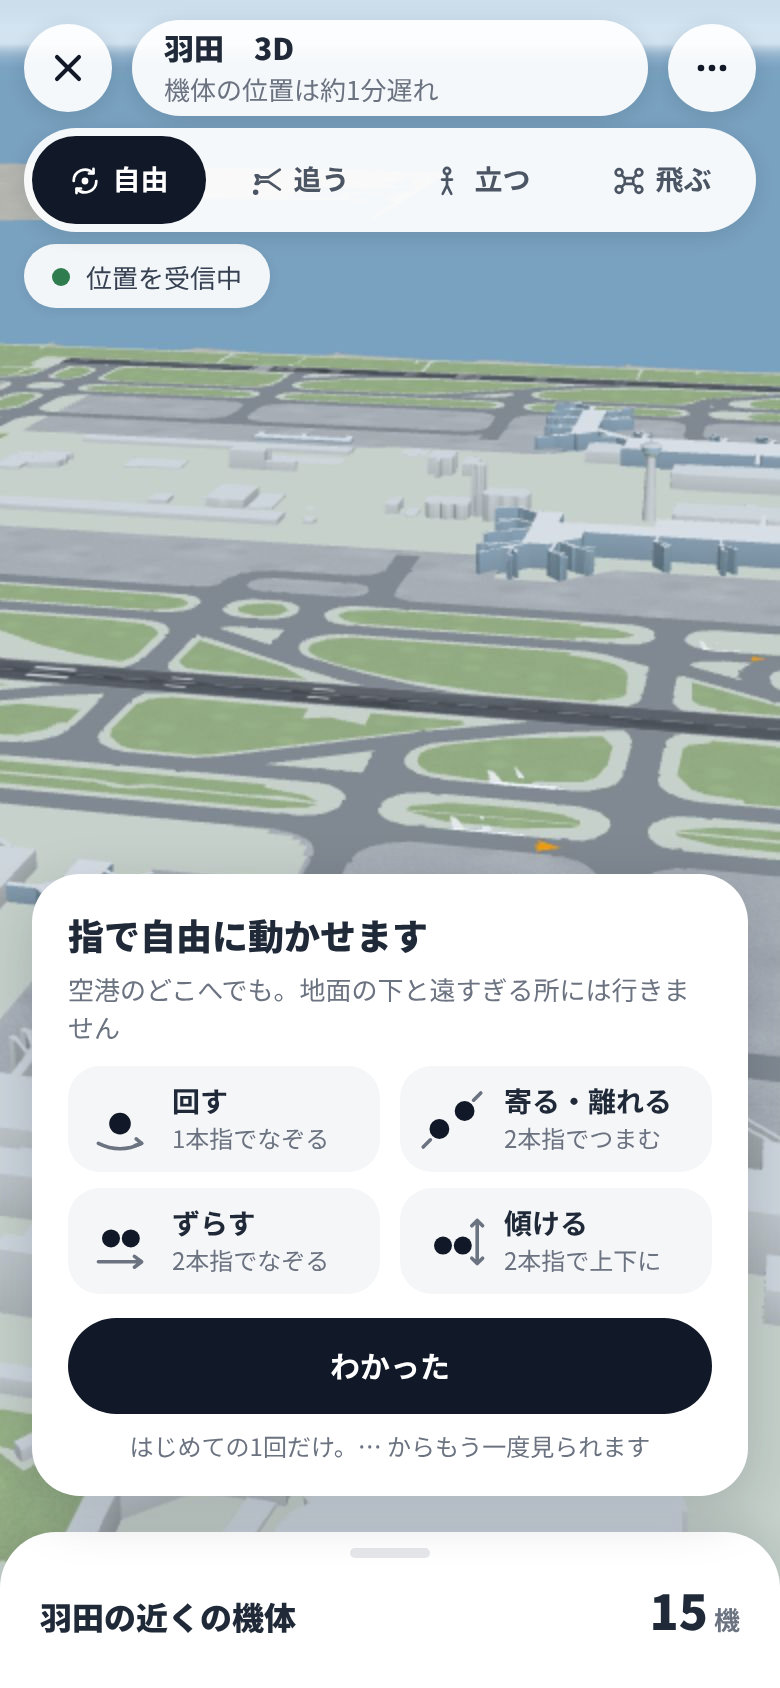 羽田 3D
機体の位置は約1分遅れ
自由
追う
立つ
飛ぶ
位置を受信中
指で自由に動かせます
空港のどこへでも。地面の下と遠すぎる所には行きま
せん
回す
1本指でなぞる
寄る・離れる
2本指でつまむ
ずらす
2本指でなぞる
傾ける
2本指で上下に
わかった
はじめての1回だけ。… からもう一度見られます
羽田の近くの機体
15 機